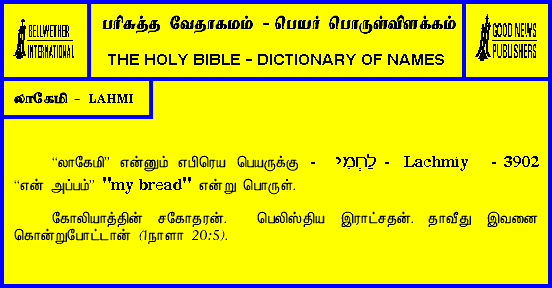 BELLWETHER
INTERNATIONAL
பரிசுத்த வேதாகமம் - பெயர் பொருள்விளக்கம்
THE HOLY BIBLE - DICTIONARY OF NAMES
GOOD NEWS
PUBLISHERS
லாகேமி - LAHMI
“லாகேமி” என்னும் எபிரெய பெயருக்கு - לַחְמִי - Lachmiy - 3902
“என் அப்பம்” "my bread" என்று பொருள்.
கோலியாத்தின் சகோதரன். பெலிஸ்திய இராட்சதன். தாவீது இவனை
கொன்றுபோட்டான் (1நாளா 20:5).